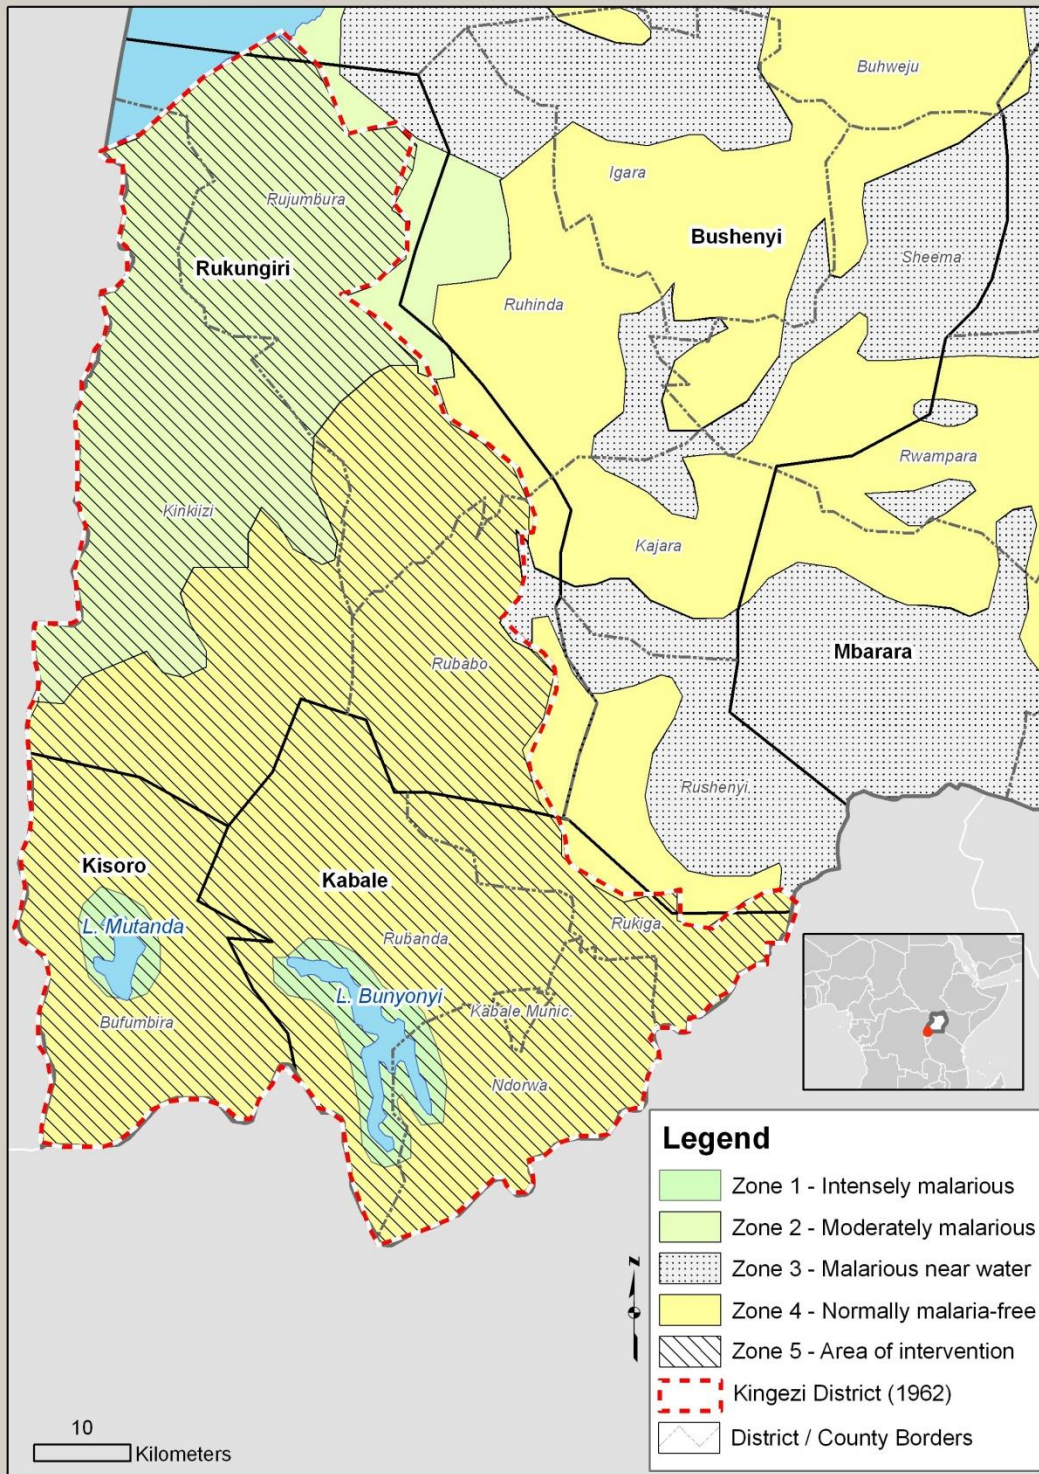 Buhweju
Igara
Rujumbura
Bushenyi
Sheema
Rukungiri
Ruhinda
Rwampara
Kinkiizi
Kajara
Mbarara
Rubabo
Rushenyi
Kisoro
Kabale
L. Mutanda
Rukiga
Rubanda
L. Bunyonyi
Kabale Munic.
Bufumbira
Ndorwa
Legend
Zone 1 - Intensely malarious
Zone 2 - Moderately malarious
Zone 3 - Malarious near water
Zone 4 - Normally malaria-free
Zone 5 - Area of intervention
Kingezi District (1962)
District / County Borders
N
10
Kilometers